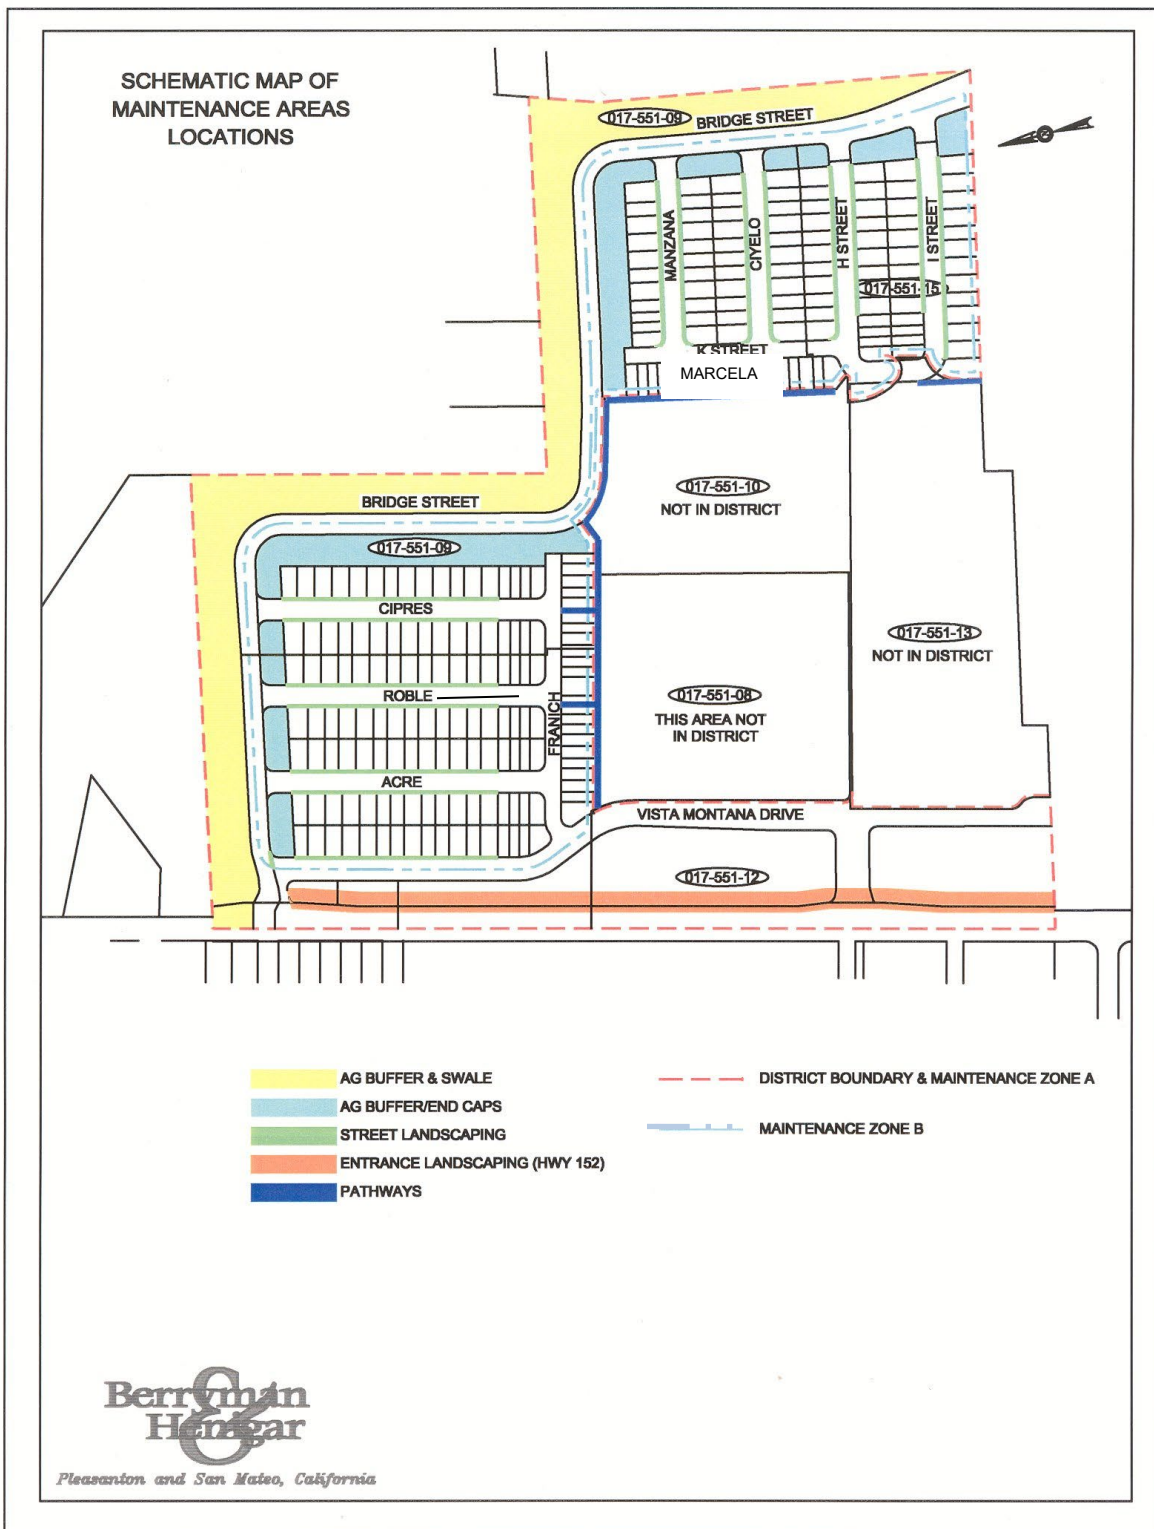 SCHEMATIC MAP OF
MAINTENANCE AREAS
LOCATIONS
017-551-09
BRIDGE STREET
MANZANA
CIYELO
H STREET
I STREET
017-551-15
K STREET
MARCELA
017-551-10
NOT IN DISTRICT
BRIDGE STREET
017-551-09
CIPRES
017-551-13
NOT IN DISTRICT
ROBLE
FRANICH
017-551-08
THIS AREA NOT
IN DISTRICT
ACRE
VISTA MONTANA DRIVE
017-551-12
AG BUFFER & SWALE
AG BUFFER/END CAPS
STREET LANDSCAPING
ENTRANCE LANDSCAPING (HWY 152)
PATHWAYS
DISTRICT BOUNDARY & MAINTENANCE ZONE A
MAINTENANCE ZONE B
Berryman
&
Henigar
Pleasanton and San Mateo, California